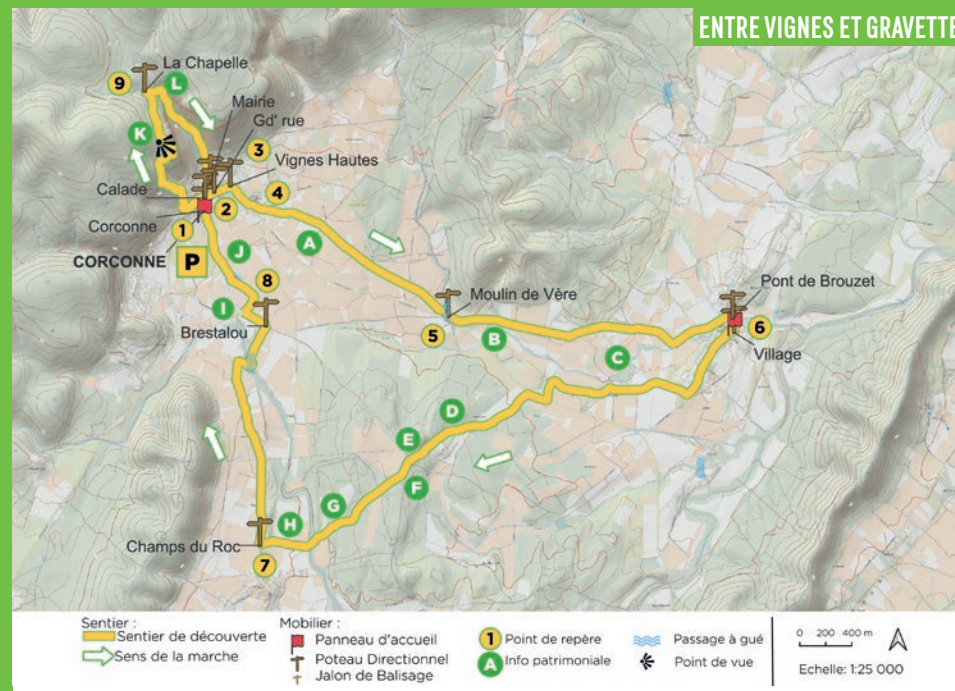 ENTRE VIGNES ET GRAVETTE
La Chapelle
9
L
Mairie
Gd' rue
K
3
Vignes Hautes
Calade
4
2
Corconne
1
A
CORCONNE
P
J
8
I
Brestalou
Moulin de Vère
Pont de Brouzet
5
B
6
Village
C
D
E
F
G
H
Champs du Roc
7
Sentier :
Sentier de découverte
Sens de la marche
Mobilier :
Panneau d'accueil
Poteau Directionnel
Jalon de Balisage
1 Point de repère
A Info patrimoniale
Passage à gué
Point de vue
0 200 400 m
Echelle: 1:25 000